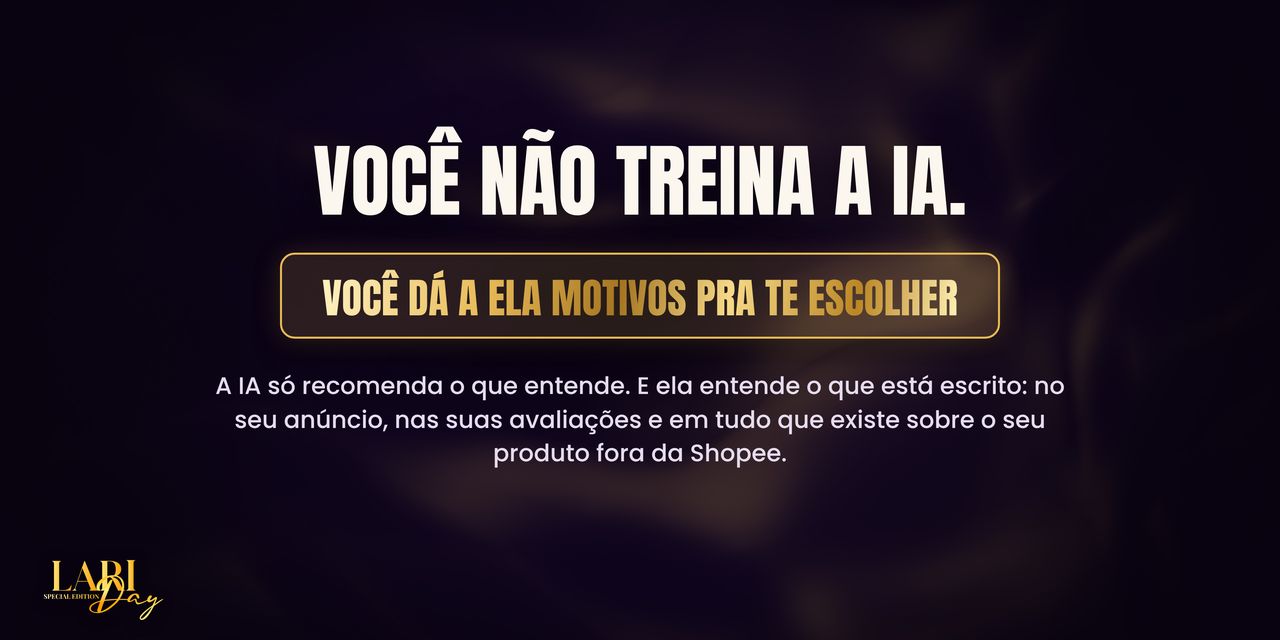 VOCÊ NÃO TREINA A IA.
VOCÊ DÁ A ELA MOTIVOS PRA TE ESCOLHER
A IA só recomenda o que entende. E ela entende o que está escrito: no
seu anúncio, nas suas avaliações e em tudo que existe sobre o seu
produto fora da Shopee.
LABI
SPECIAL EDITION Day